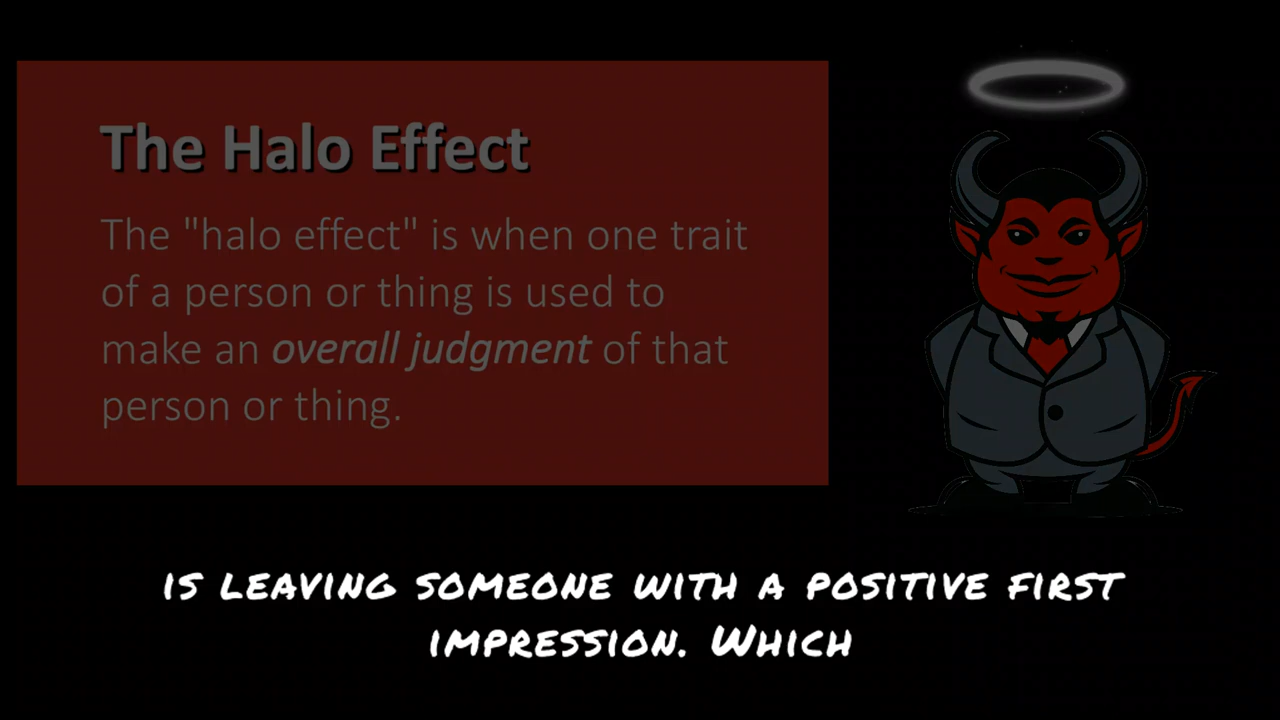 The Halo Effect
The "halo effect" is when one trait
of a person or thing is used to
make an overall judgment of that
person or thing.
IS LEAVING SOMEONE WITH A POSITIVE FIRST
IMPRESSION. WHICH